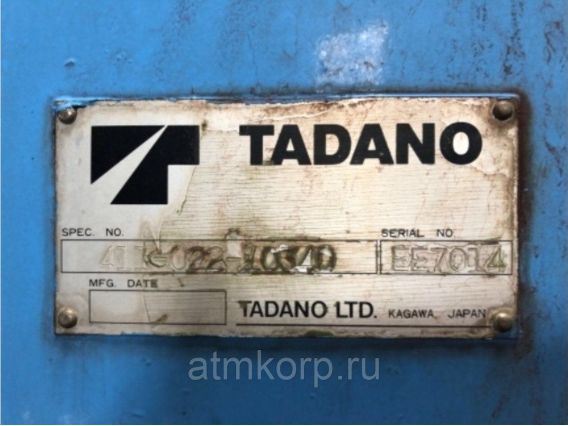 TADANO
SPEC. NO. SERIAL NO.
EE7014
MFG. DATE
TADANO LTD. KAGAWA, JAPAN
atmkorp.ru